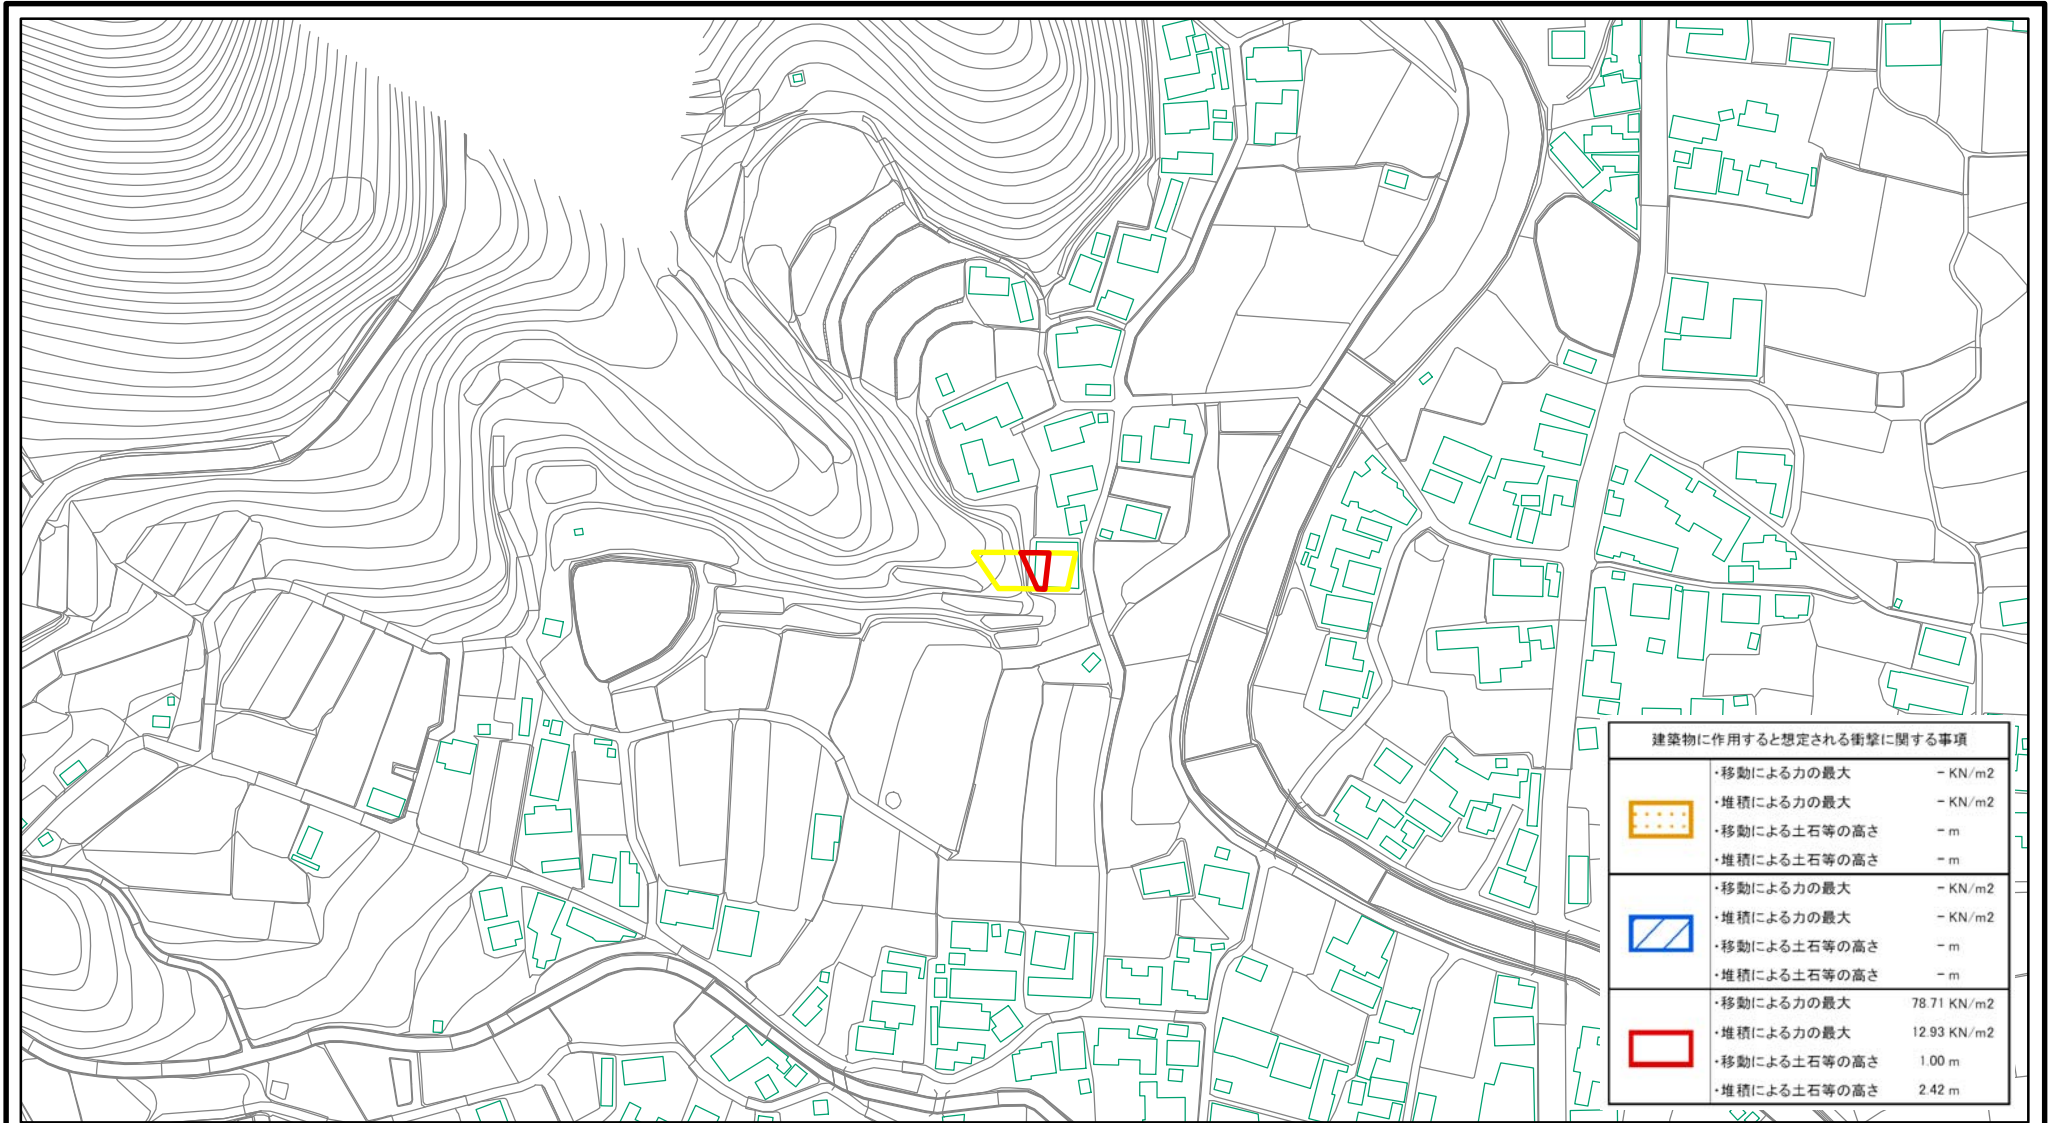 建築物に作用すると想定される衝撃に関する事項
・移動による力の最大 － KN/m2
・堆積による力の最大 － KN/m2
・移動による土石等の高さ － m
・堆積による土石等の高さ － m
・移動による力の最大 － KN/m2
・堆積による力の最大 － KN/m2
・移動による土石等の高さ － m
・堆積による土石等の高さ － m
・移動による力の最大 78.71 KN/m2
・堆積による力の最大 12.93 KN/m2
・移動による土石等の高さ 1.00 m
・堆積による土石等の高さ 2.42 m